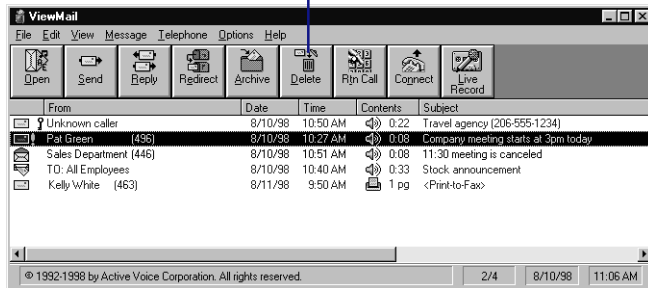 ViewMail
File Edit View Message Telephone Options Help
Open Send Reply Redirect Archive Delete Rtn Call Connect Live Record
From Date Time Contents Subject
Unknown caller 8/10/98 10:50 AM 0:22 Travel agency (206-555-1234)
Pat Green (496) 8/10/98 10:27 AM 0:08 Company meeting starts at 3pm today
Sales Department (446) 8/10/98 10:51 AM 0:08 11:30 meeting is canceled
TO: All Employees 8/10/98 10:40 AM 0:33 Stock announcement
Kelly White (463) 8/11/98 9:50 AM 1 pg <Print-to-Fax>
© 1992-1998 by Active Voice Corporation. All rights reserved. 2/4 8/10/98 11:06 AM